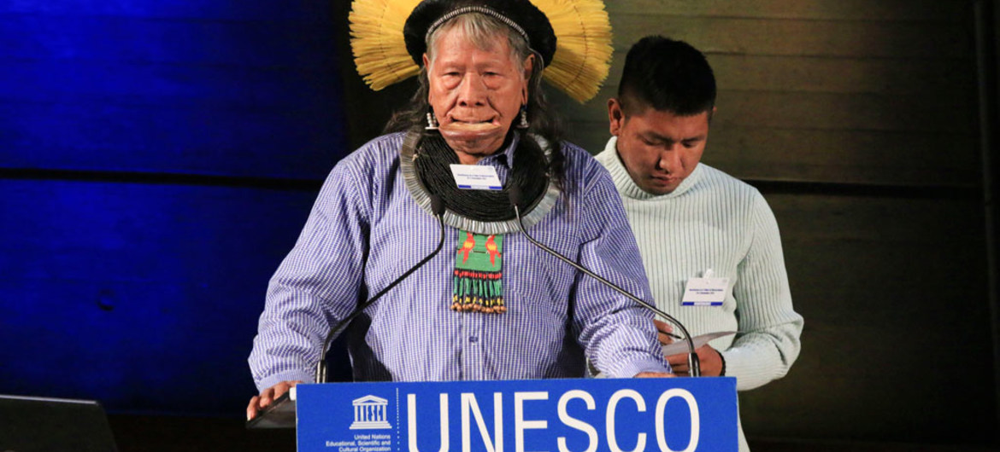 United Nations
Educational, Scientific and
Cultural Organization
UNESCO